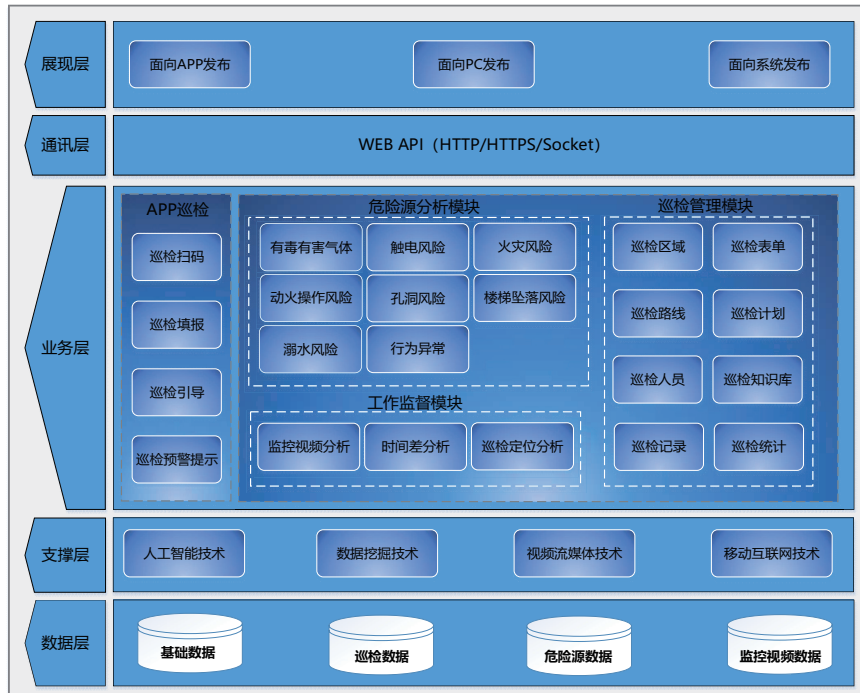 展现层
面向APP发布
面向PC发布
面向系统发布
通讯层
WEB API（HTTP/HTTPS/Socket）
业务层
APP巡检
巡检扫码
巡检填报
巡检引导
巡检预警提示
危险源分析模块
有毒有害气体
触电风险
火灾风险
动火操作风险
孔洞风险
楼梯坠落风险
溺水风险
行为异常
工作监督模块
监控视频分析
时间差分析
巡检定位分析
巡检管理模块
巡检区域
巡检表单
巡检路线
巡检计划
巡检人员
巡检知识库
巡检记录
巡检统计
支撑层
人工智能技术
数据挖掘技术
视频流媒体技术
移动互联网技术
数据层
基础数据
巡检数据
危险源数据
监控视频数据